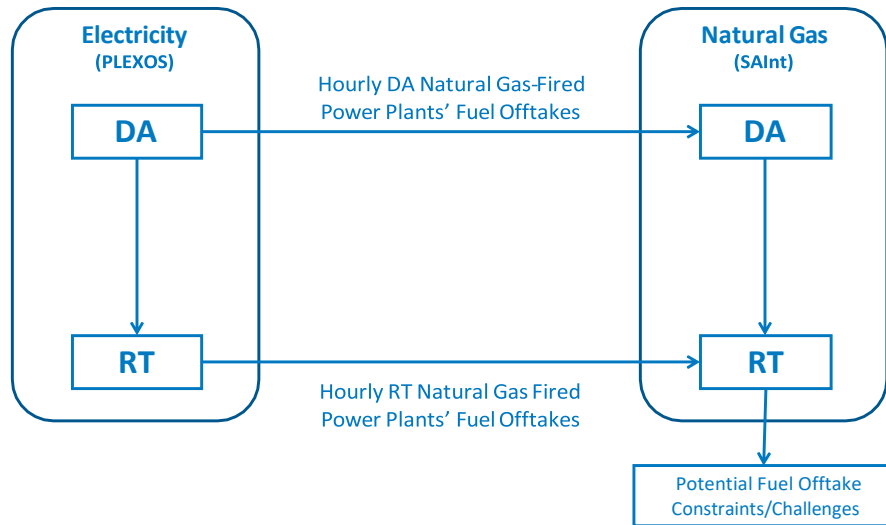 Electricity
(PLEXOS)
Natural Gas
(SAInt)
Hourly DA Natural Gas-Fired
Power Plants' Fuel Offtakes
DA
DA
RT
RT
Hourly RT Natural Gas Fired
Power Plants' Fuel Offtakes
Potential Fuel Offtake
Constraints/Challenges